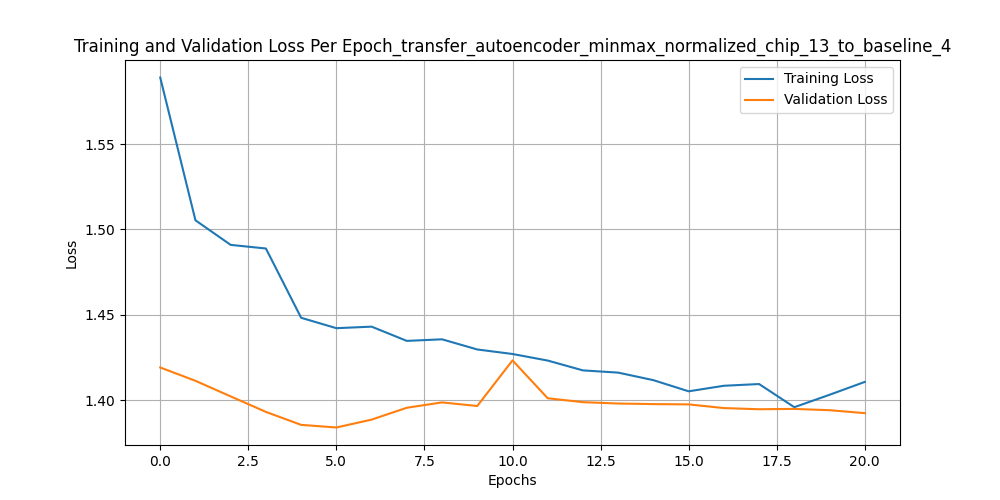 Training and Validation Loss Per Epoch_transfer_autoencoder_minmax_normalized_chip_13_to_baseline_4
Training Loss
Validation Loss
1.55
1.50
1.45
1.40
Loss
0.0 2.5 5.0 7.5 10.0 12.5 15.0 17.5 20.0
Epochs